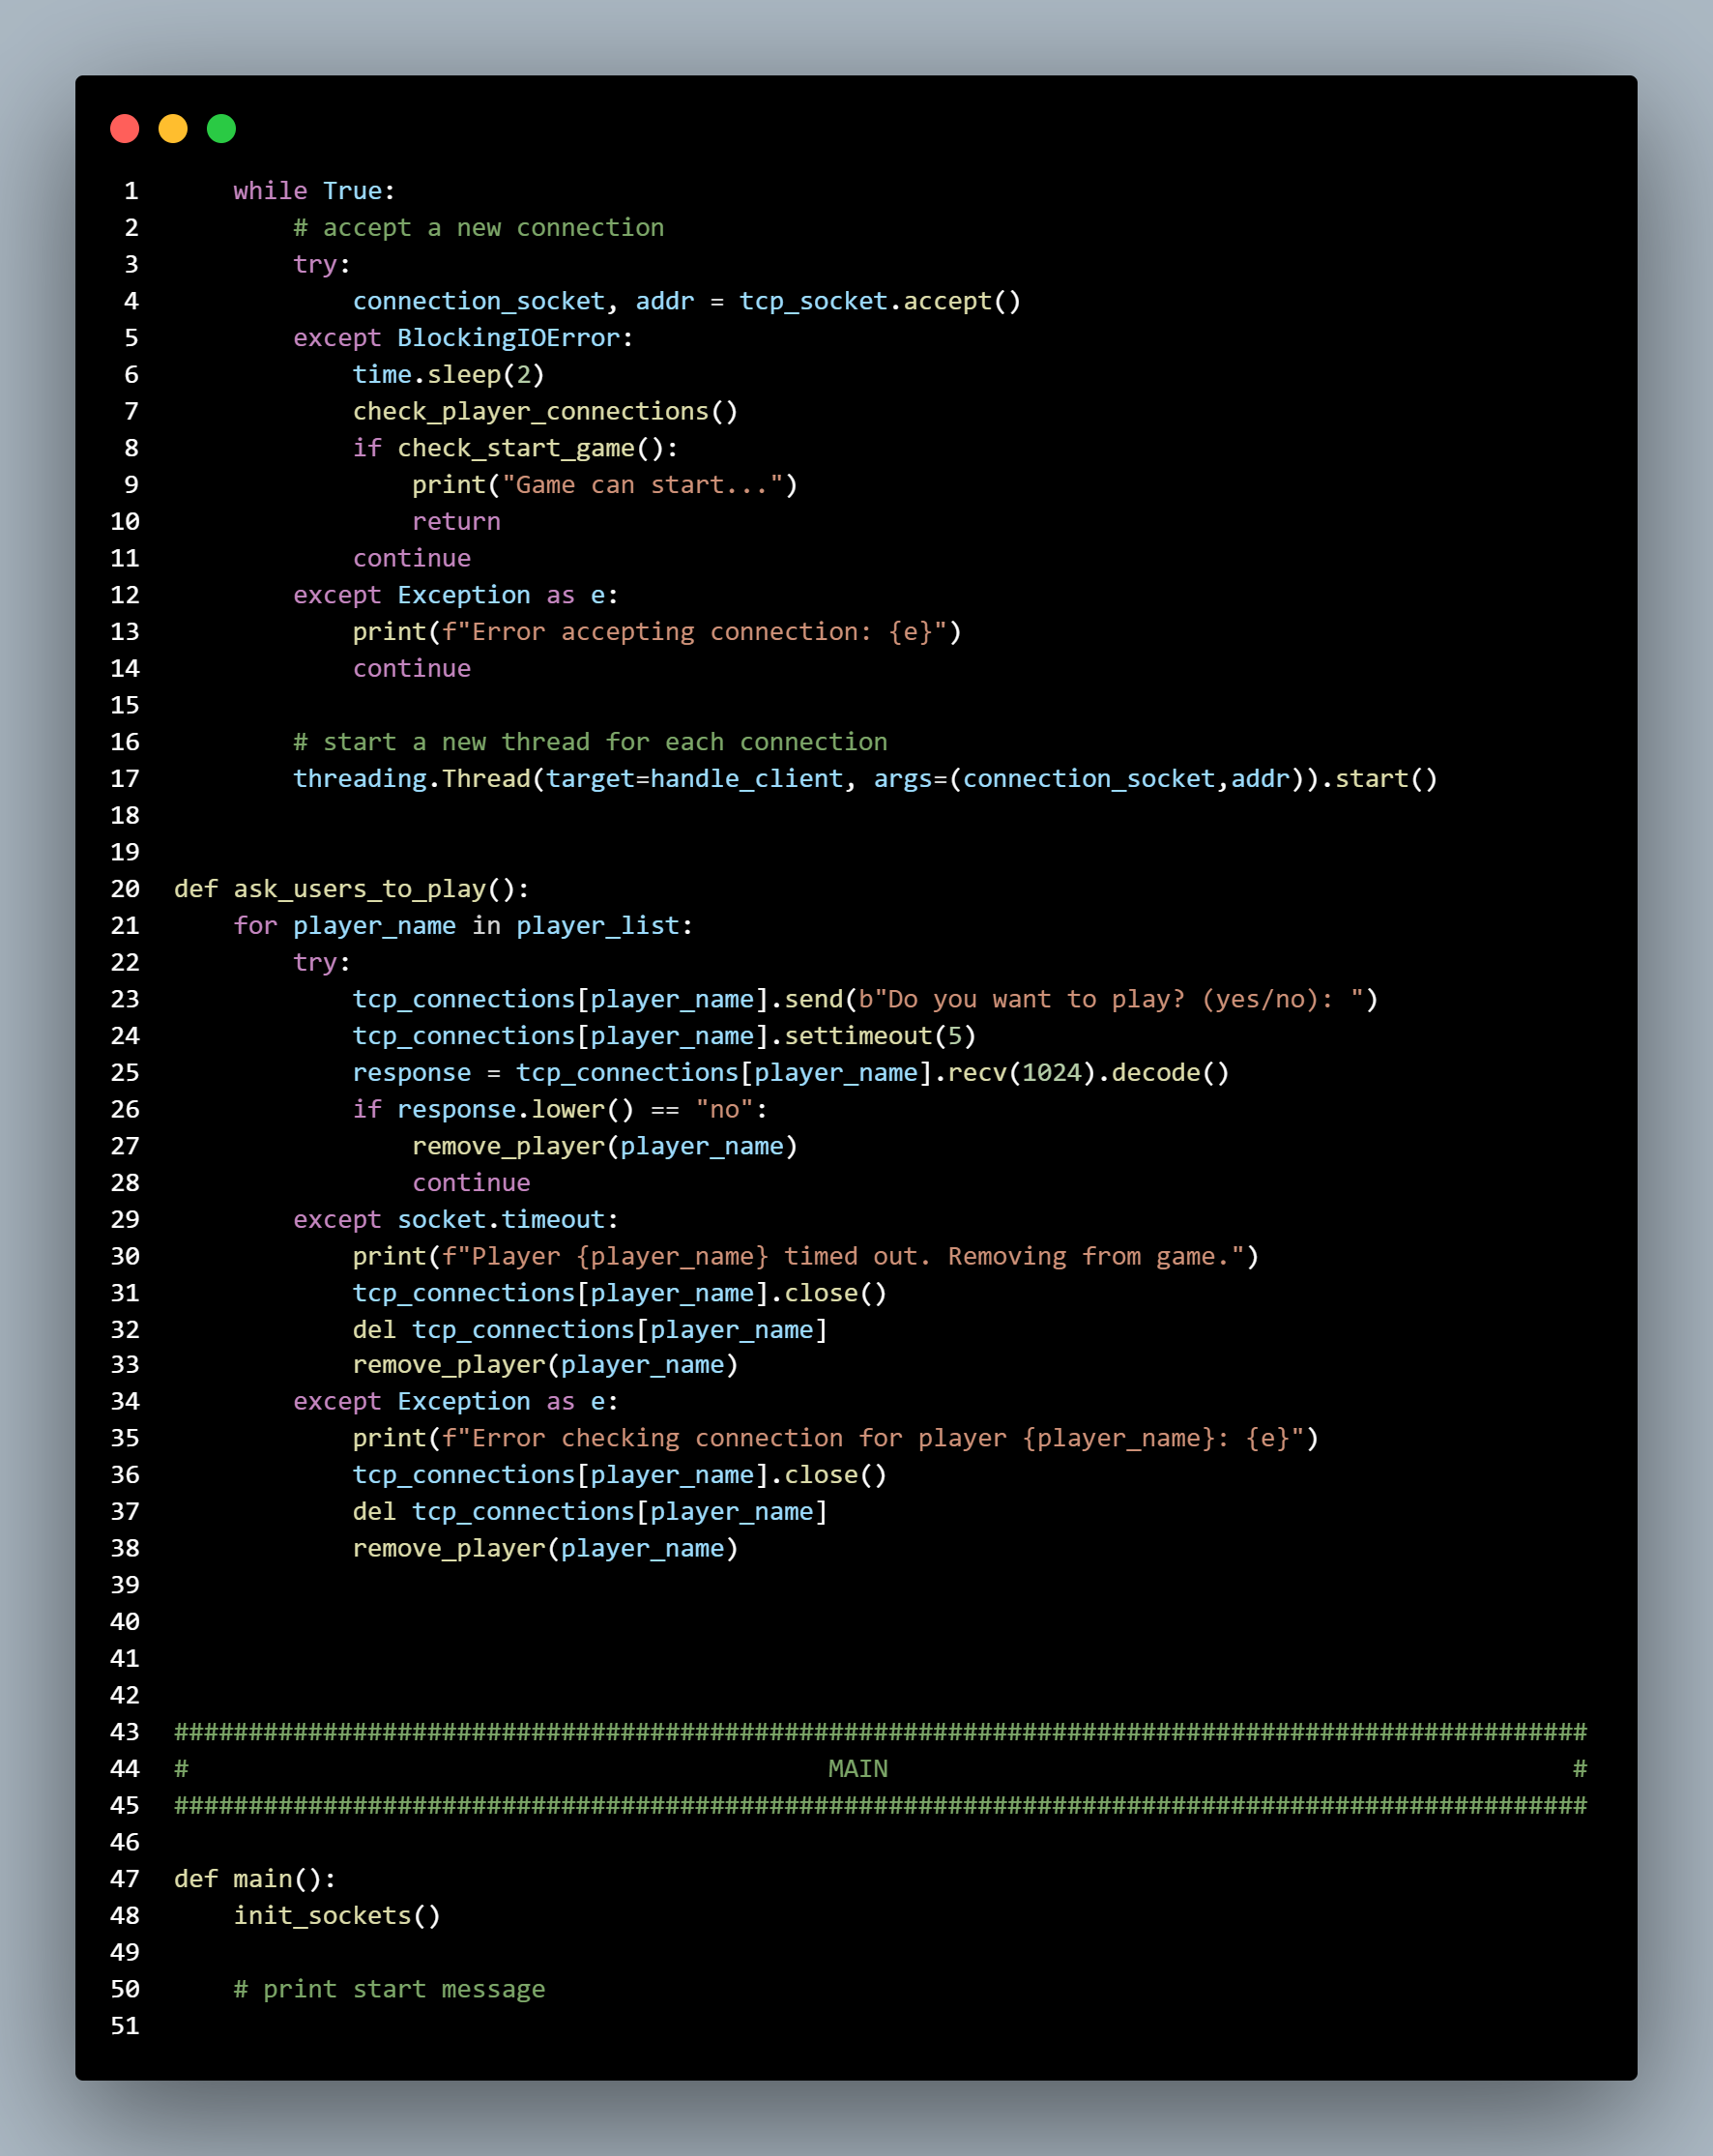 1     while True:
2         # accept a new connection
3         try:
4             connection_socket, addr = tcp_socket.accept()
5         except BlockingIOError:
6             time.sleep(2)
7             check_player_connections()
8             if check_start_game():
9                 print("Game can start...")
10                 return
11             continue
12         except Exception as e:
13             print(f"Error accepting connection: {e}")
14             continue
15
16         # start a new thread for each connection
17         threading.Thread(target=handle_client, args=(connection_socket,addr)).start()
18
19
20 def ask_users_to_play():
21     for player_name in player_list:
22         try:
23             tcp_connections[player_name].send(b"Do you want to play? (yes/no): ")
24             tcp_connections[player_name].settimeout(5)
25             response = tcp_connections[player_name].recv(1024).decode()
26             if response.lower() == "no":
27                 remove_player(player_name)
28                 continue
29         except socket.timeout:
30             print(f"Player {player_name} timed out. Removing from game.")
31             tcp_connections[player_name].close()
32             del tcp_connections[player_name]
33             remove_player(player_name)
34         except Exception as e:
35             print(f"Error checking connection for player {player_name}: {e}")
36             tcp_connections[player_name].close()
37             del tcp_connections[player_name]
38             remove_player(player_name)
39
40
41
42
43 ###############################################################################################
44 #                                           MAIN                                              #
45 ###############################################################################################
46
47 def main():
48     init_sockets()
49
50     # print start message
51